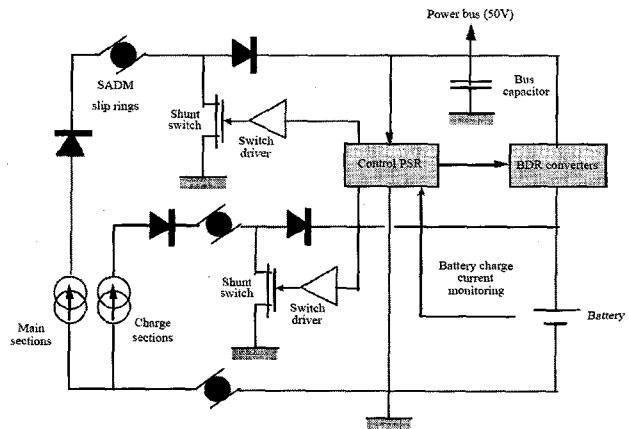 Power bus (50V)
SADM
slip rings
Shunt
switch
Switch
driver
Bus
capacitor
Control PSR
BDR converters
Shunt
switch
Switch
driver
Battery charge
current
monitoring
Main
sections
Charge
sections
Battery